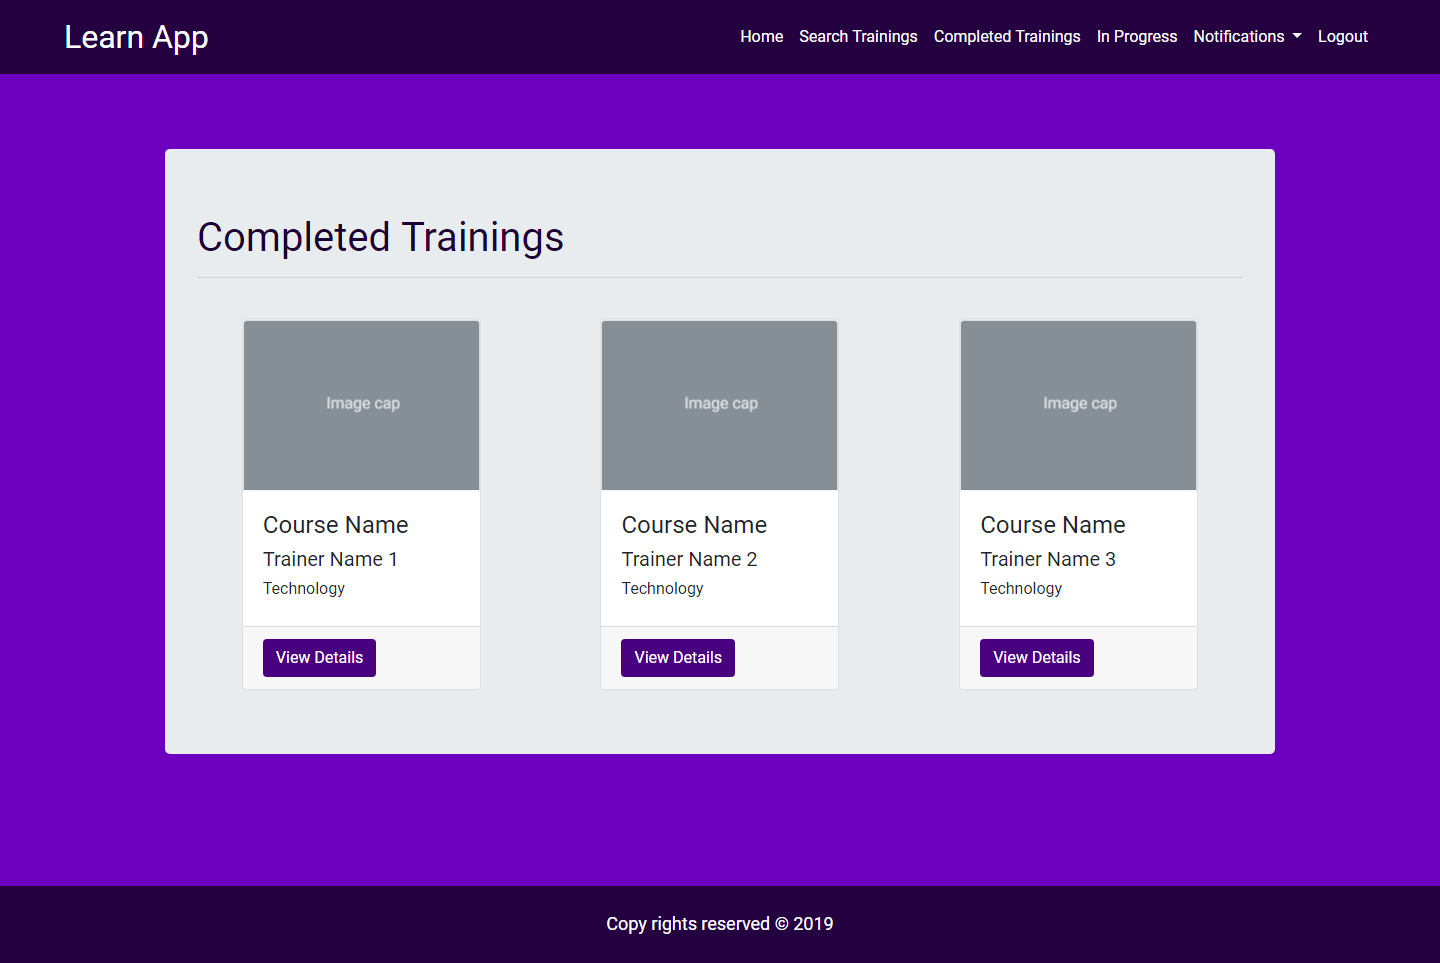 Learn App
Home Search Trainings Completed Trainings In Progress Notifications Logout
Completed Trainings
Image cap Image cap Image cap
Course Name Course Name Course Name
Trainer Name 1 Trainer Name 2 Trainer Name 3
Technology Technology Technology
View Details View Details View Details
Copy rights reserved © 2019